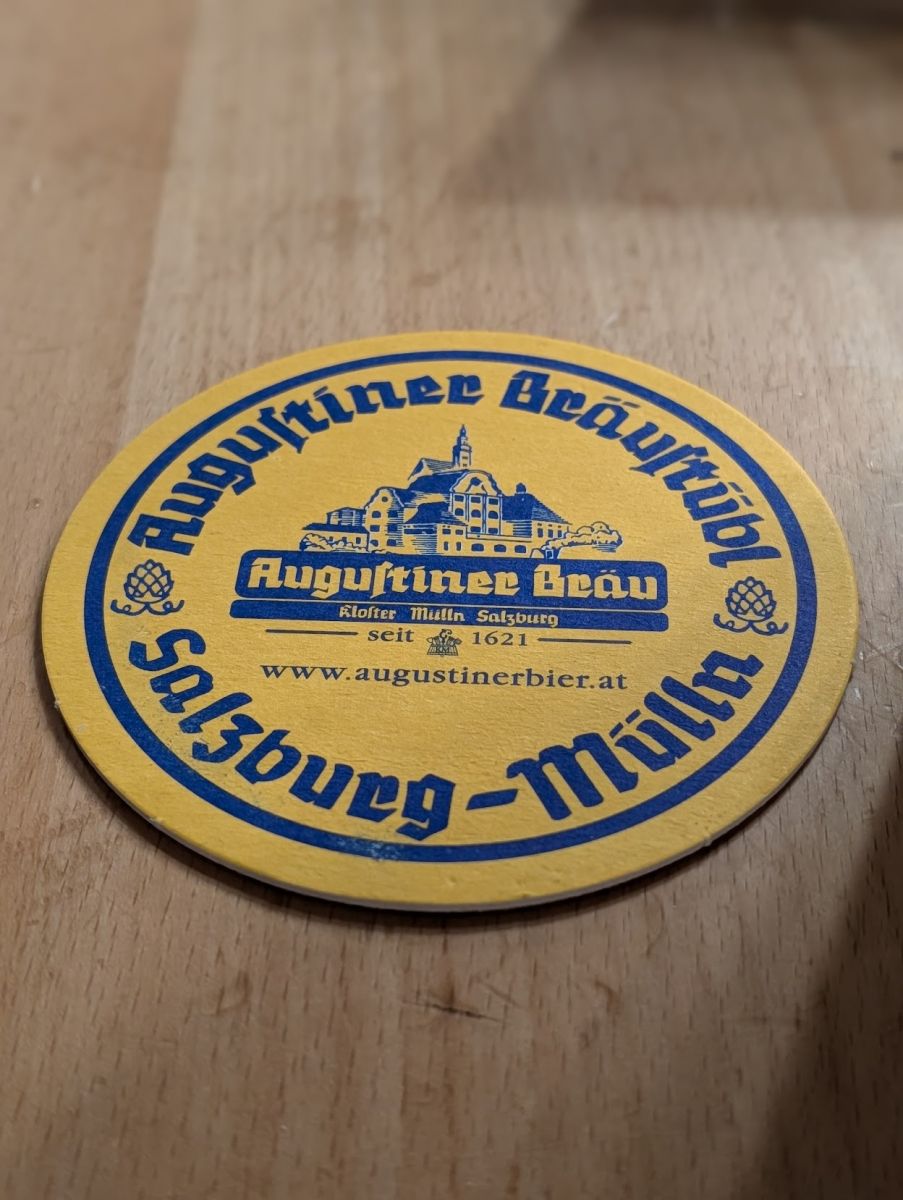 Augustiner Bräustübl
Augustiner Bräu
Kloster Mülln Salzburg
seit 1621
www.augustinerbier.at
Salzburg-Mülln